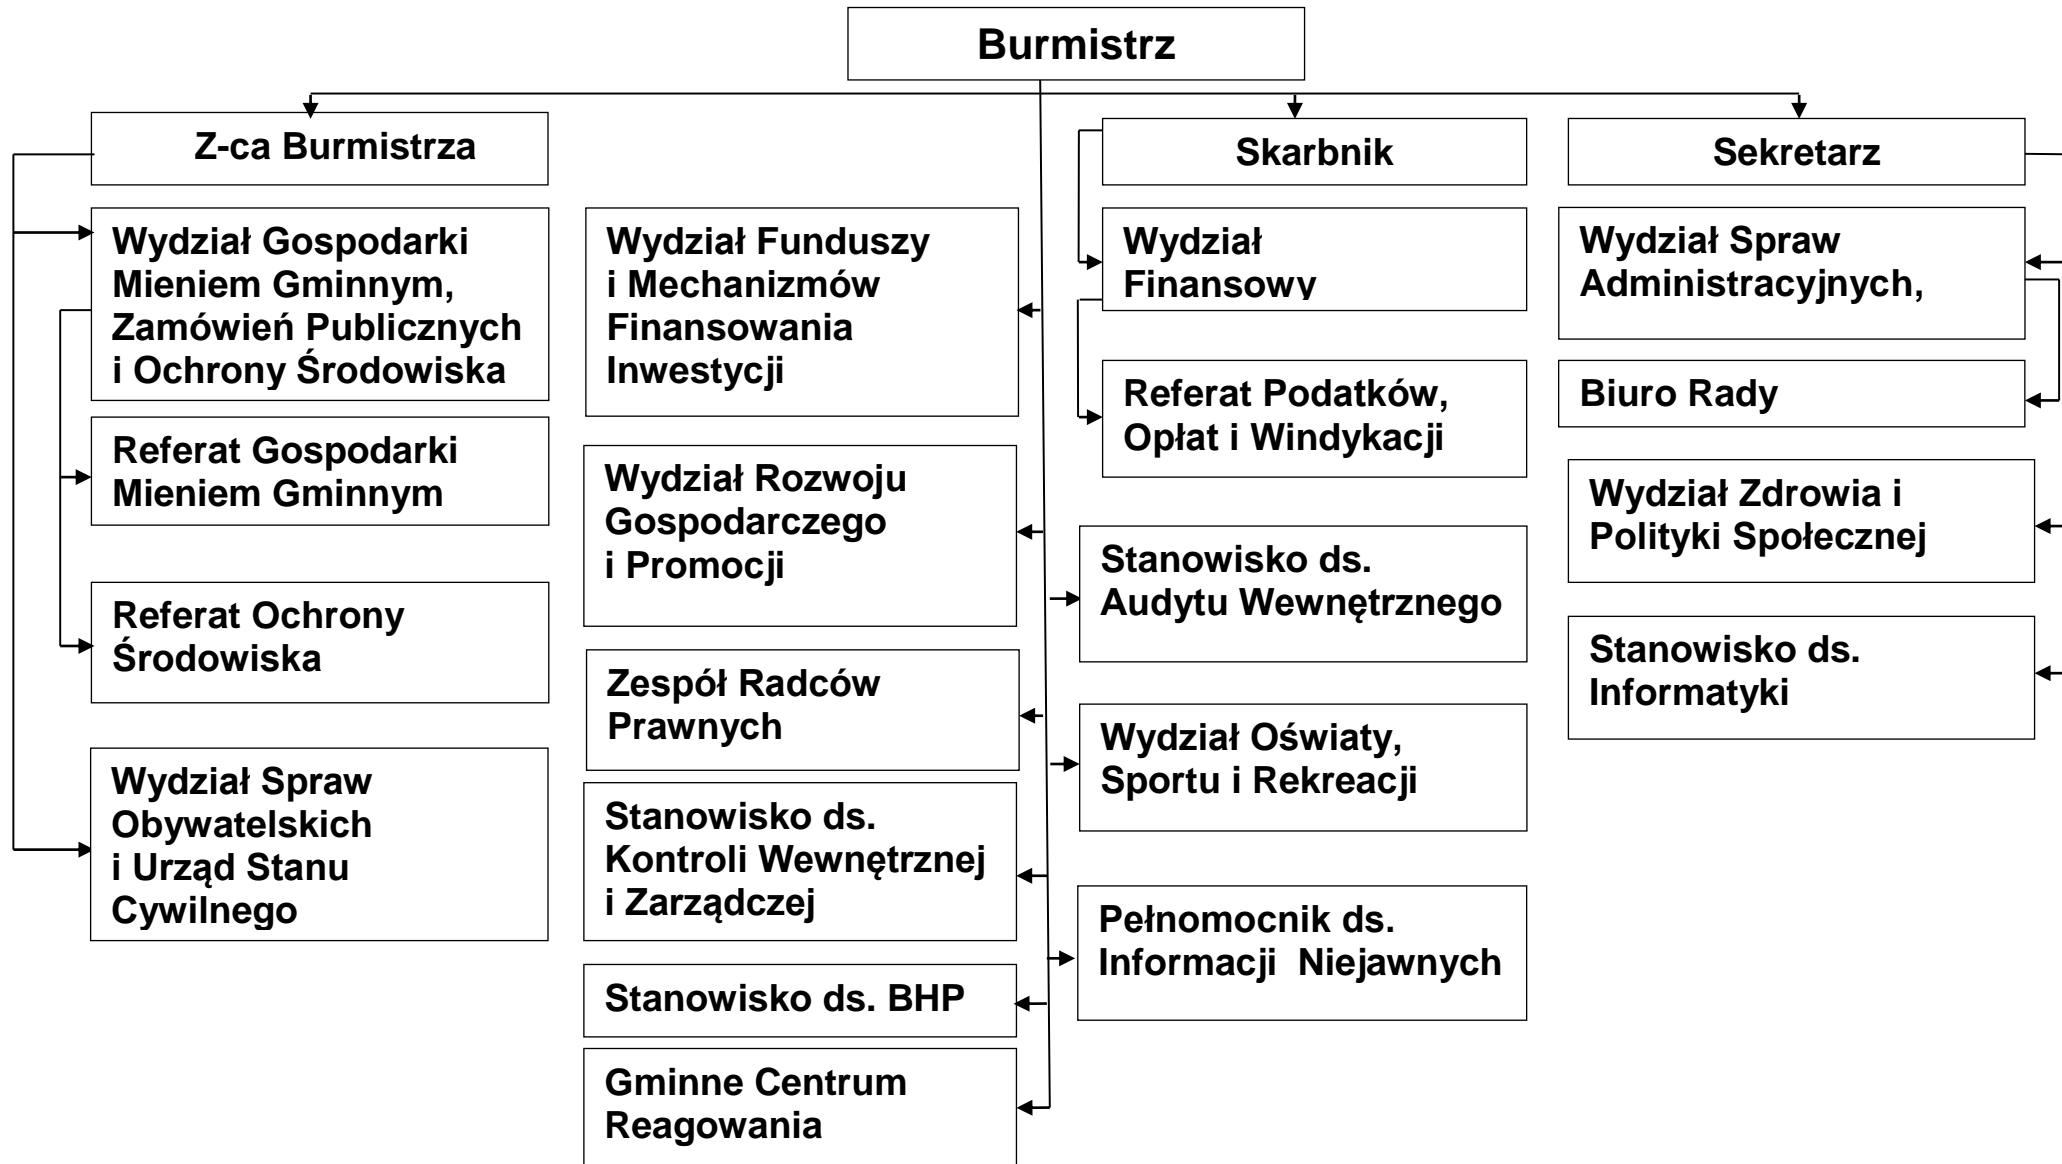 Burmistrz
Z-ca Burmistrza
Skarbnik
Sekretarz
Wydział Gospodarki
Mieniem Gminnym,
Zamówień Publicznych
i Ochrony Środowiska
Referat Gospodarki
Mieniem Gminnym
Referat Ochrony
Środowiska
Wydział Spraw
Obywatelskich
i Urząd Stanu
Cywilnego
Wydział Funduszy
i Mechanizmów
Finansowania
Inwestycji
Wydział Rozwoju
Gospodarczego
i Promocji
Zespół Radców
Prawnych
Stanowisko ds.
Kontroli Wewnętrznej
i Zarządczej
Stanowisko ds. BHP
Gminne Centrum
Reagowania
Wydział
Finansowy
Referat Podatków,
Opłat i Windykacji
Stanowisko ds.
Audytu Wewnętrznego
Wydział Oświaty,
Sportu i Rekreacji
Pełnomocnik ds.
Informacji  Niejawnych
Wydział Spraw
Administracyjnych,
Biuro Rady
Wydział Zdrowia i
Polityki Społecznej
Stanowisko ds.
Informatyki